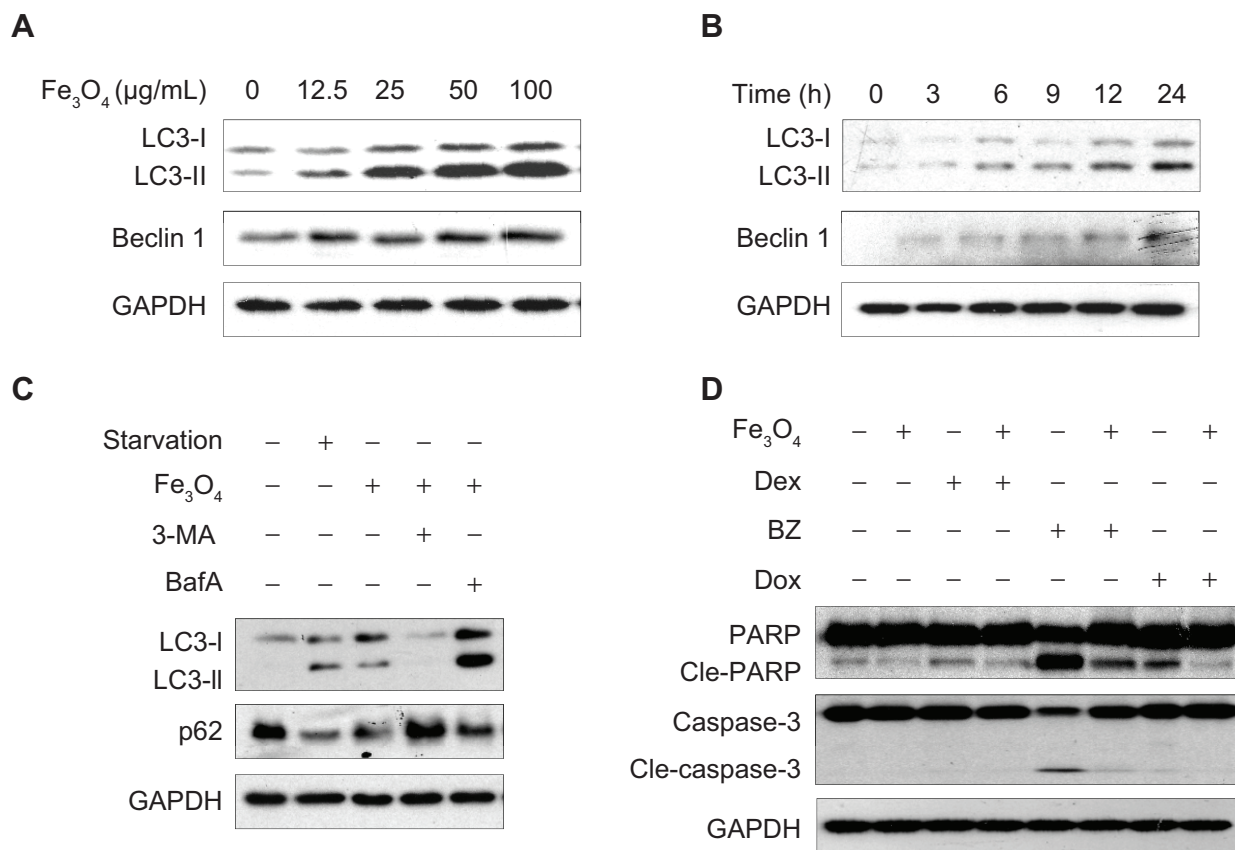 A
Fe₃O₄ (µg/mL) 0 12.5 25 50 100
LC3-I
LC3-II
Beclin 1
GAPDH
B
Time (h) 0 3 6 9 12 24
LC3-I
LC3-II
Beclin 1
GAPDH
C
Starvation − + − − −
Fe₃O₄ − − + + +
3-MA − − − + −
BafA − − − − +
LC3-I
LC3-II
p62
GAPDH
D
Fe₃O₄ − + − + − + − +
Dex − − + + − − − −
BZ − − − − + + − −
Dox − − − − − − + +
PARP
Cle-PARP
Caspase-3
Cle-caspase-3
GAPDH